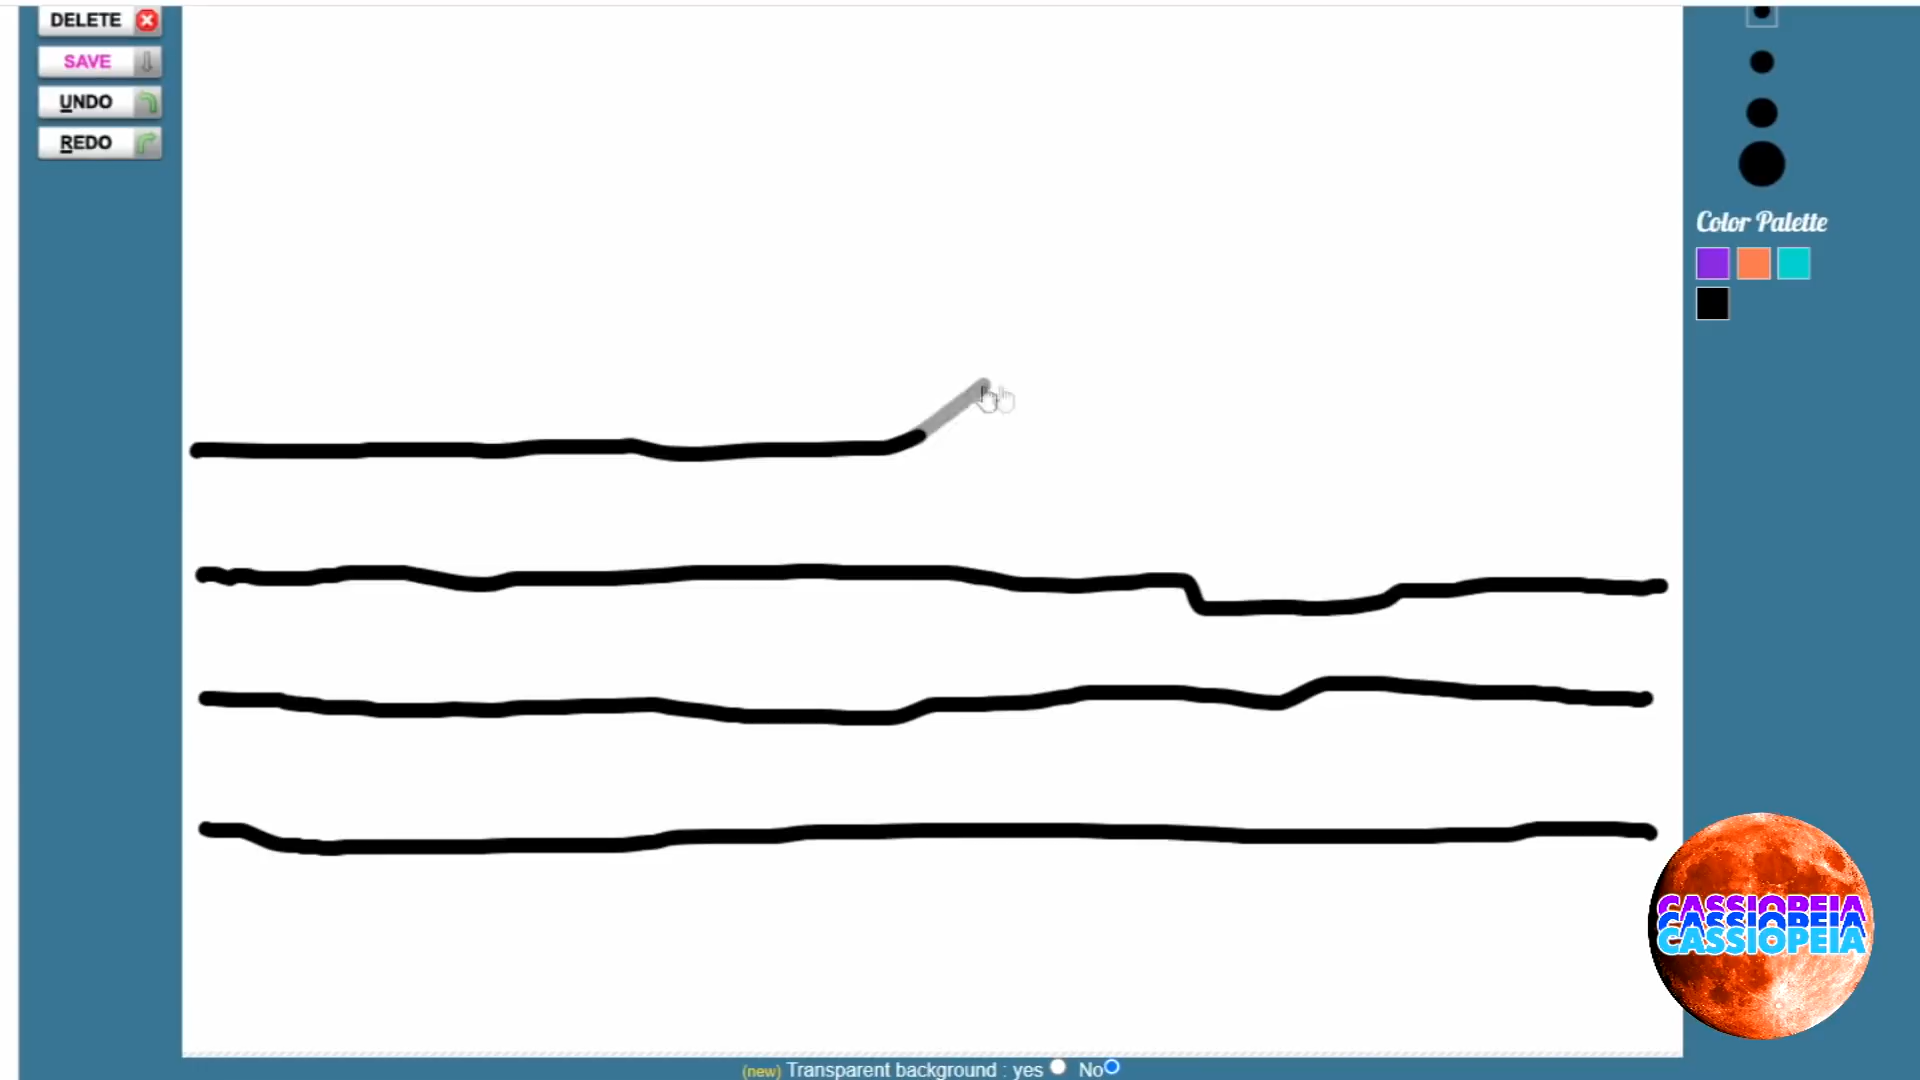 DELETE
SAVE
UNDO
REDO
Color Palette
CASSIOPEIA
CASSIOPEIA
CASSIOPEIA
(new) Transparent background : yes No